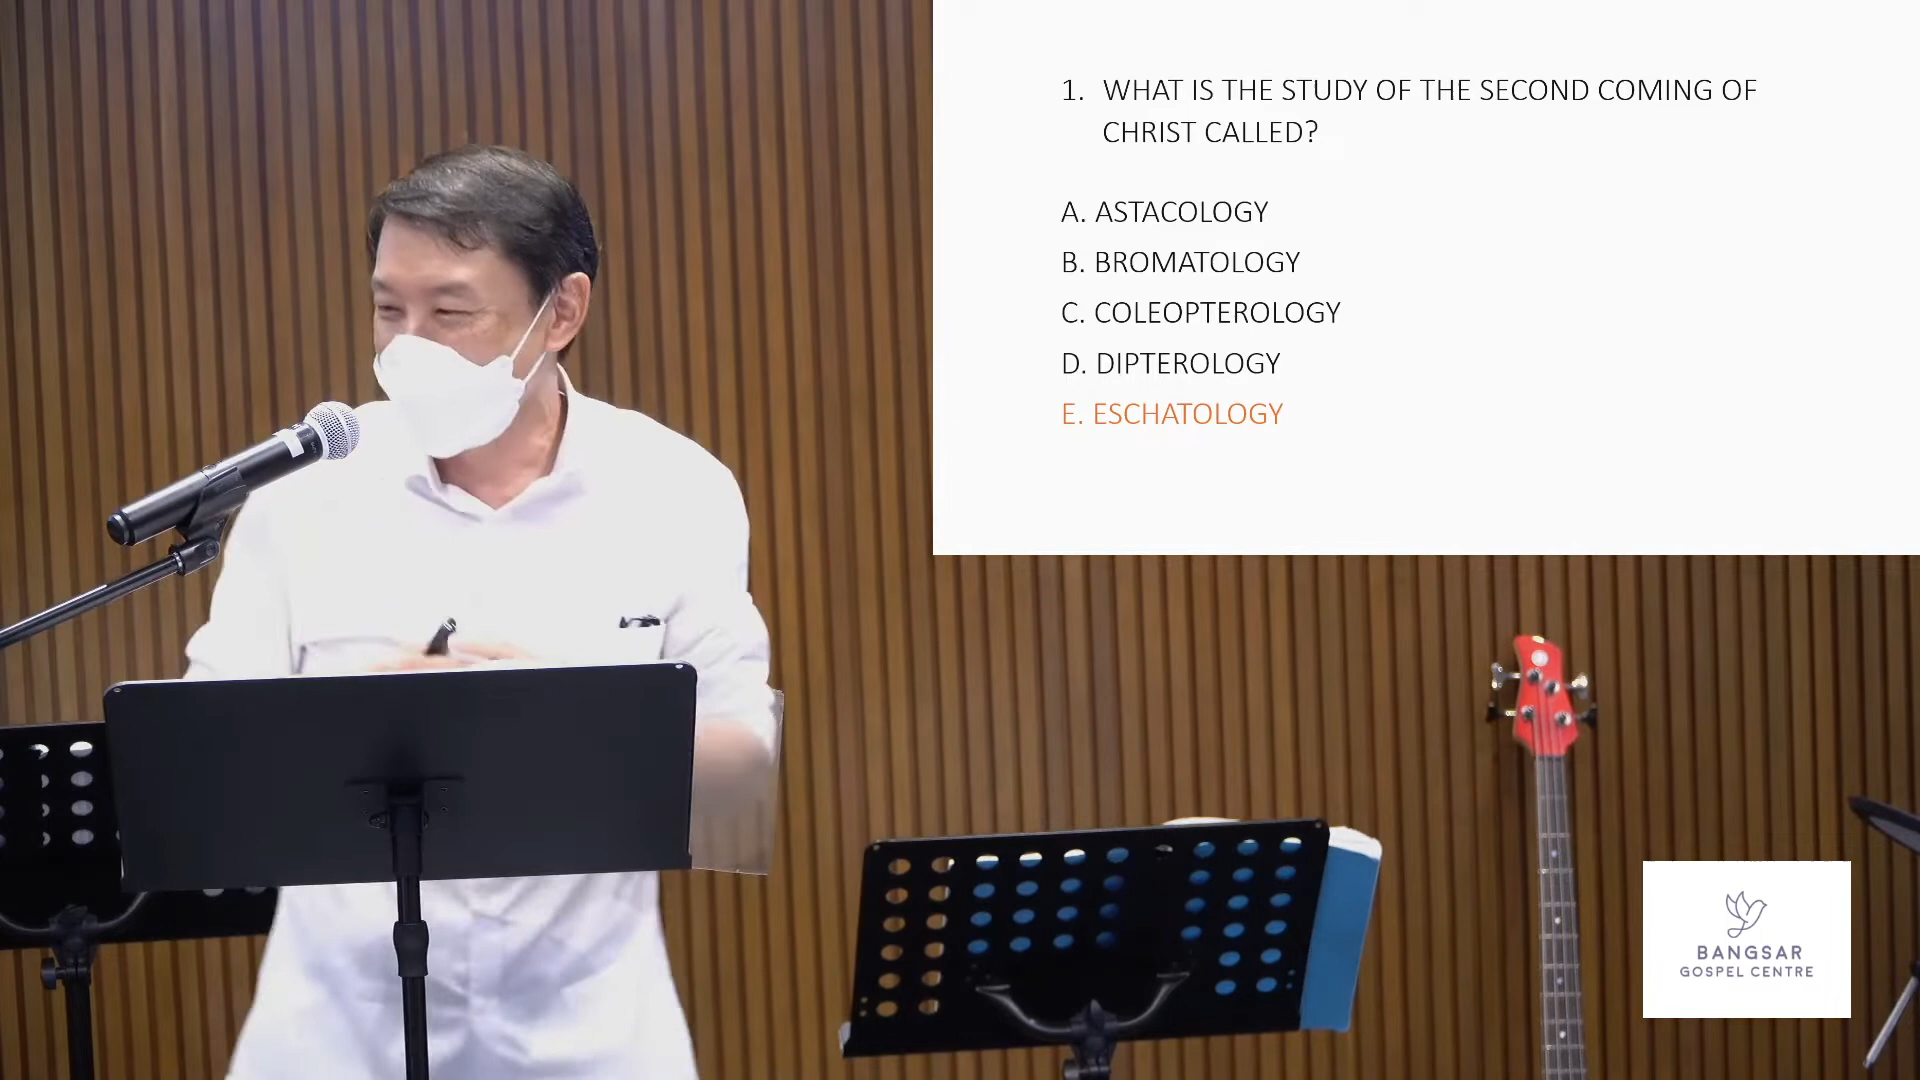 1. WHAT IS THE STUDY OF THE SECOND COMING OF
CHRIST CALLED?
A. ASTACOLOGY
B. BROMATOLOGY
C. COLEOPTEROLOGY
D. DIPTEROLOGY
E. ESCHATOLOGY
BANGSAR
GOSPEL CENTRE